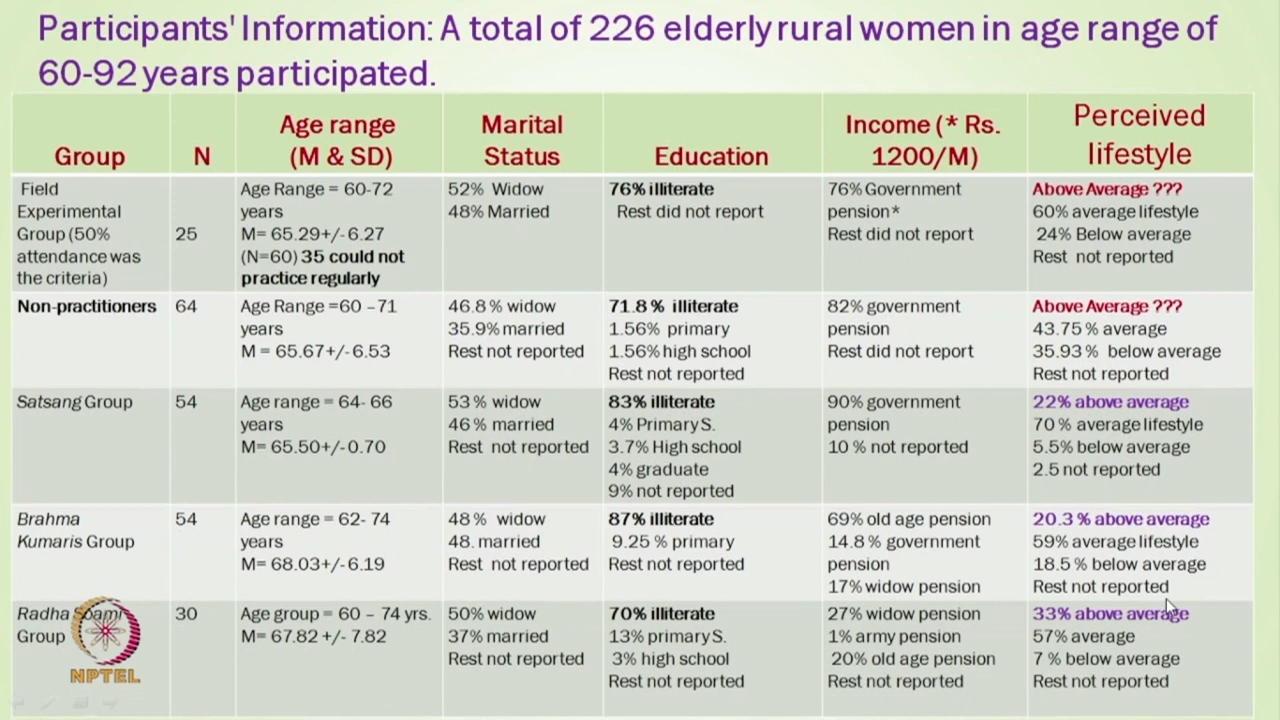 Participants' Information: A total of 226 elderly rural women in age range of
60-92 years participated.
Group
N
Age range
(M & SD)
Marital
Status
Education
Income (* Rs.
1200/M)
Perceived
lifestyle
Field
Experimental
Group (50%
attendance was
the criteria)
25
Age Range = 60-72
years
M= 65.29+/-6.27
(N=60) 35 could not
practice regularly
52% Widow
48% Married
76% illiterate
Rest did not report
76% Government
pension*
Rest did not report
Above Average ???
60% average lifestyle
24% Below average
Rest not reported
Non-practitioners
64
Age Range =60 –71
years
M = 65.67+/-6.53
46.8 % widow
35.9% married
Rest not reported
71.8 % illiterate
1.56% primary
1.56% high school
Rest not reported
82% government
pension
Rest did not report
Above Average ???
43.75 % average
35.93 % below average
Rest not reported
Satsang Group
54
Age range = 64- 66
years
M= 65.50+/-0.70
53 % widow
46 % married
Rest not reported
83% illiterate
4% Primary S.
3.7% High school
4% graduate
9% not reported
90% government
pension
10 % not reported
22% above average
70 % average lifestyle
5.5% below average
2.5 not reported
Brahma
Kumaris Group
54
Age range = 62- 74
years
M= 68.03+/-6.19
48 % widow
48. married
Rest not reported
87% illiterate
9.25 % primary
Rest not reported
69% old age pension
14.8 % government
pension
17% widow pension
20.3 % above average
59% average lifestyle
18.5 % below average
Rest not reported
Radha Soami
Group
30
Age group = 60 – 74 yrs.
M= 67.82 +/- 7.82
50% widow
37% married
Rest not reported
70% illiterate
13% primary S.
3% high school
Rest not reported
27% widow pension
1% army pension
20% old age pension
Rest not reported
33% above average
57% average
7 % below average
Rest not reported
NPTEL